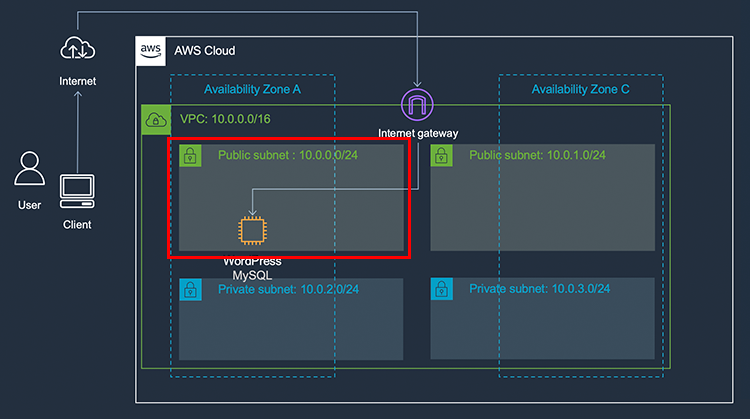 aws
AWS Cloud
Internet
Availability Zone A
Availability Zone C
VPC: 10.0.0.0/16
Internet gateway
Public subnet : 10.0.0.0/24
Public subnet: 10.0.1.0/24
User
Client
WordPress
MySQL
Private subnet: 10.0.2.0/24
Private subnet: 10.0.3.0/24